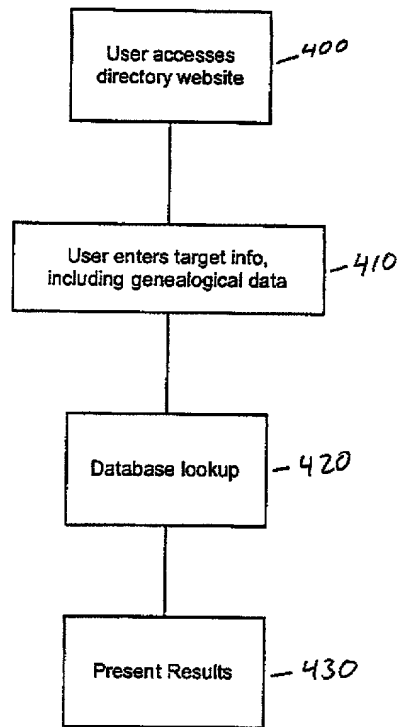 User accesses
directory website
400
User enters target info,
including genealogical data
410
Database lookup
420
Present Results
430